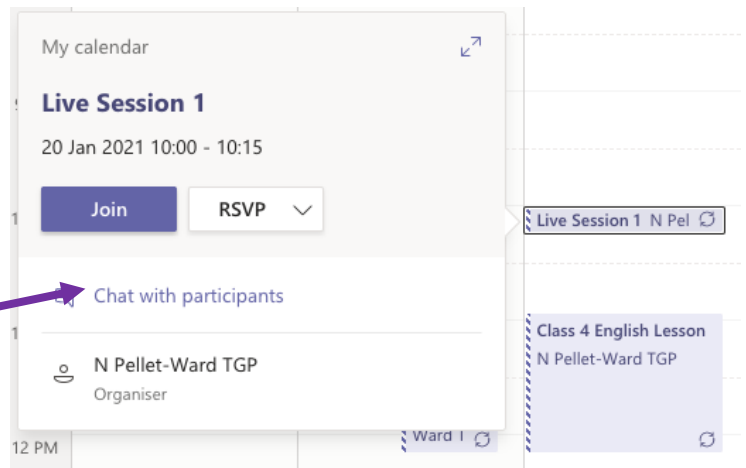 My calendar
Live Session 1
20 Jan 2021 10:00 - 10:15
Join RSVP
Chat with participants
N Pellet-Ward TGP
Organiser
Live Session 1 N Pel
Class 4 English Lesson
N Pellet-Ward TGP
Ward T
12 PM